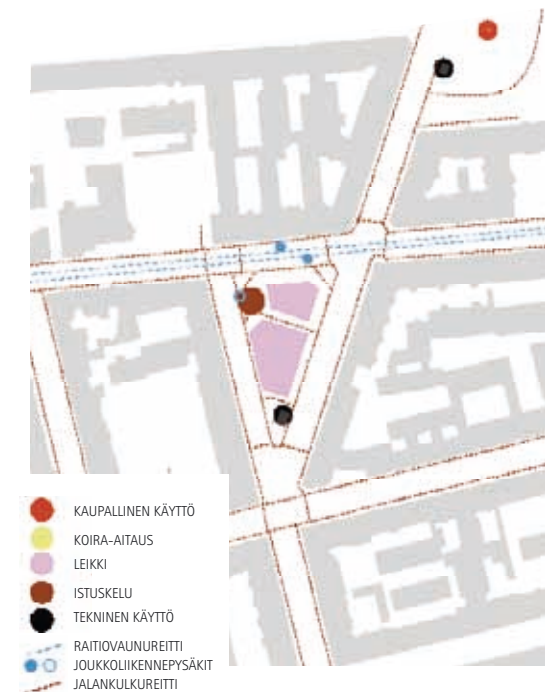 KAUPALLINEN KÄYTTÖ
KOIRA-AITAUS
LEIKKI
ISTUSKELU
TEKNINEN KÄYTTÖ
RAITIOVAUNUREITTI
JOUKKOLIIKENNEPYSÄKIT
JALANKULKUREITTI